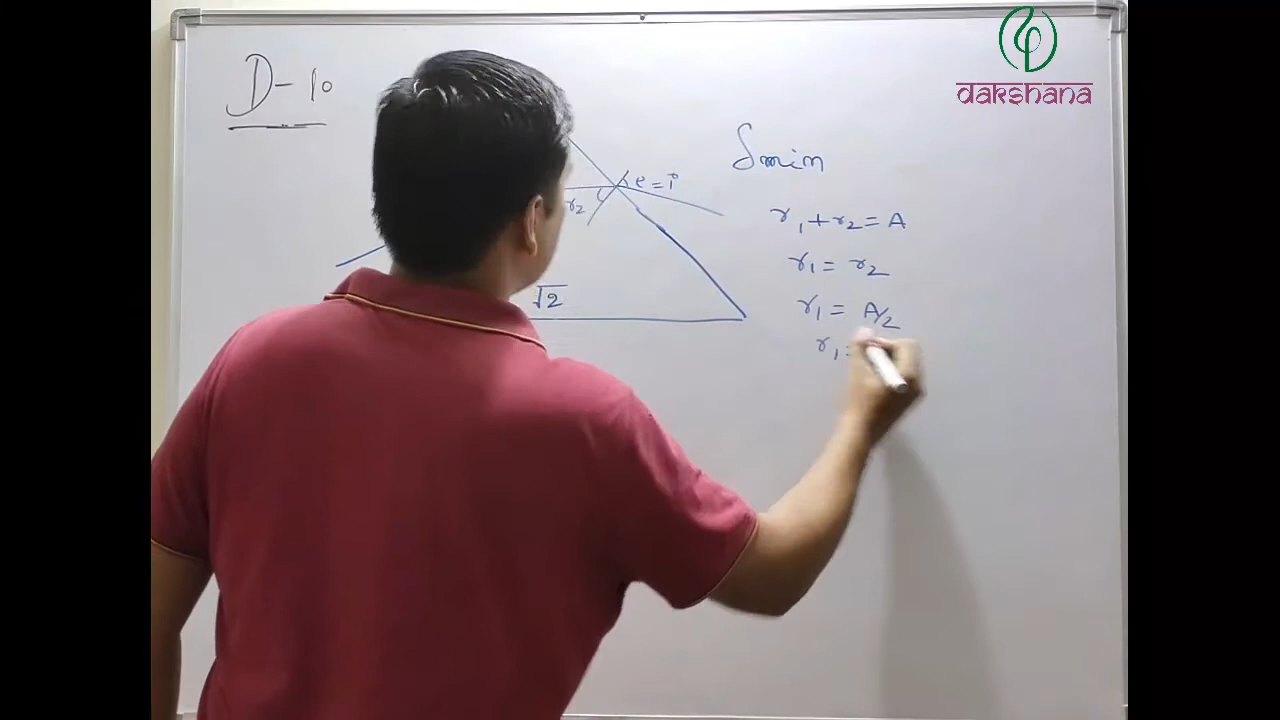 dakshana
D-10
δmin
e = i
r₂
r₁ + r₂ = A
r₁ = r₂
√2
r₁ = A/2
r₁ =